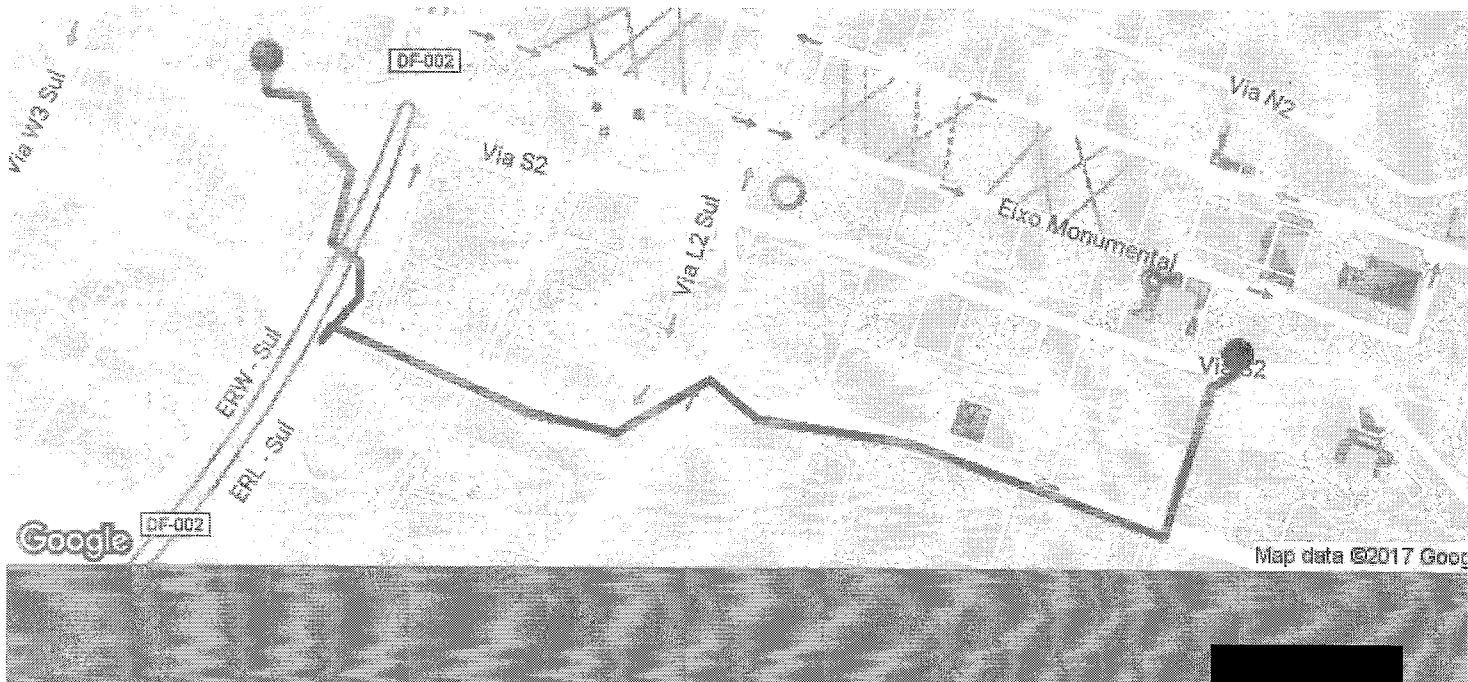 DF-002
Via W3 Sul
Via N2
Via S2
Via L2 Sul
Eixo Monumental
Via S2
ERW - Sul
ERL - Sul
DF-002
Google
Map data ©2017 Goog